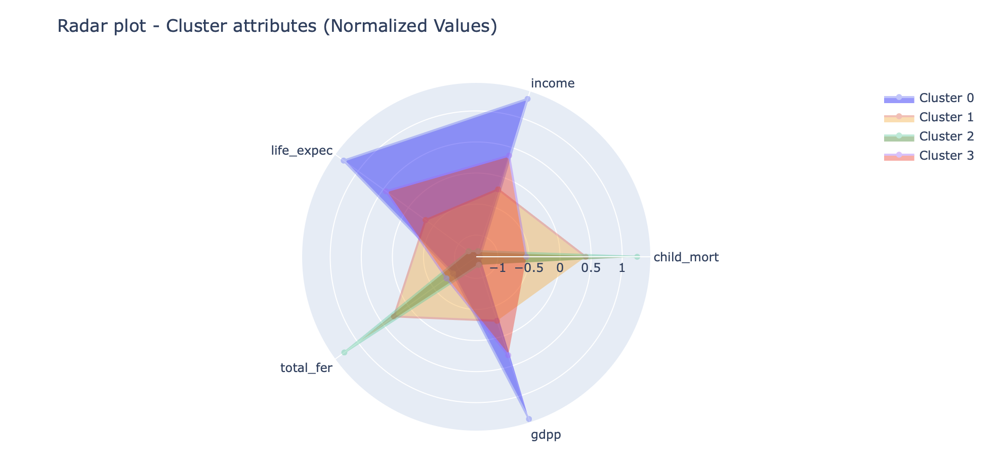 Radar plot - Cluster attributes (Normalized Values)
income
Cluster 0
Cluster 1
Cluster 2
Cluster 3
life_expec
child_mort
−1
−0.5
0
0.5
1
total_fer
gdpp